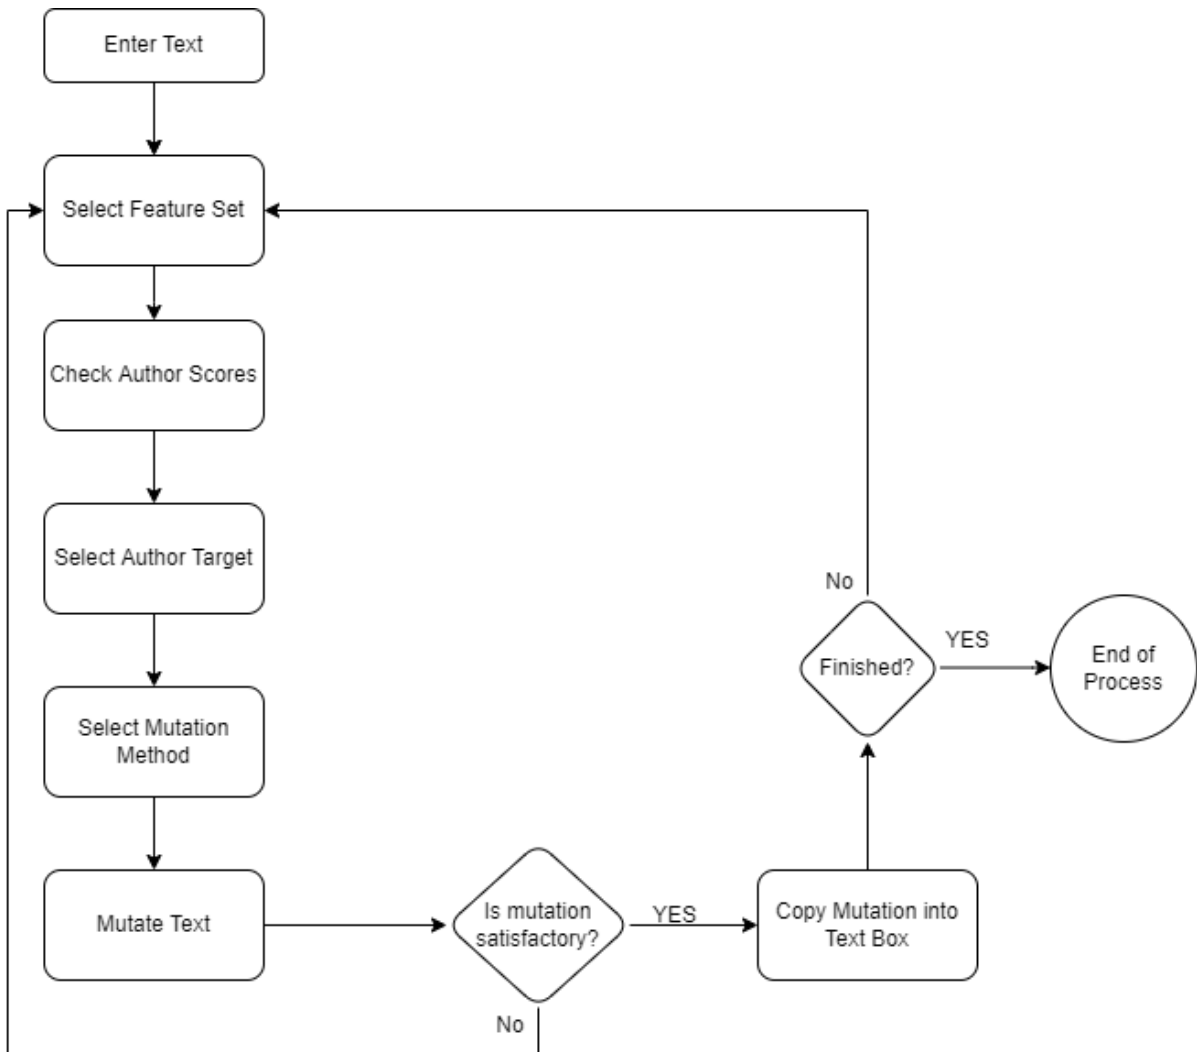 Enter Text
Select Feature Set
Check Author Scores
Select Author Target
Select Mutation
Method
Mutate Text
Is mutation
satisfactory?
No
YES
Copy Mutation into
Text Box
Finished?
No
YES
End of
Process